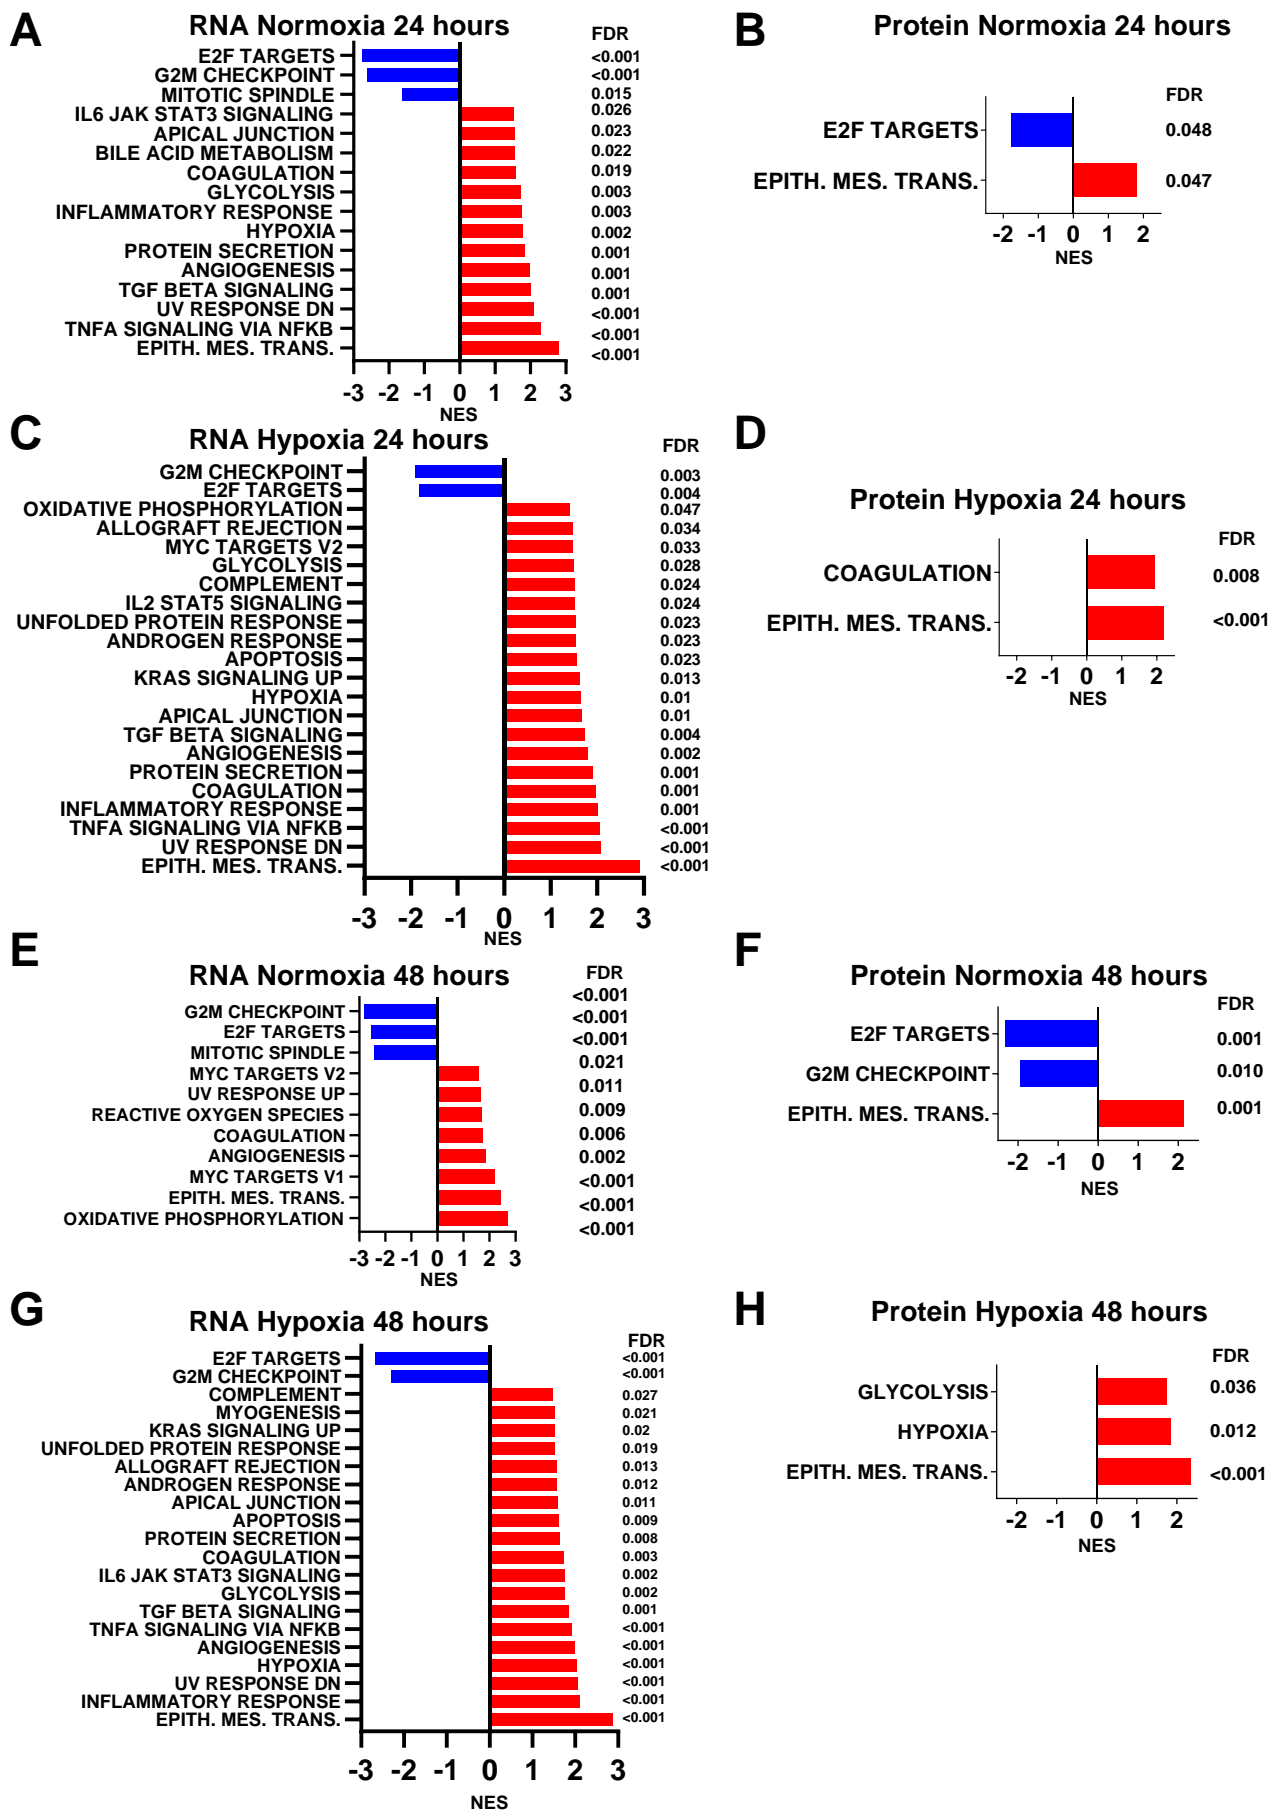 A
RNA Normoxia 24 hours
FDR
E2F TARGETS <0.001
G2M CHECKPOINT <0.001
MITOTIC SPINDLE 0.015
IL6 JAK STAT3 SIGNALING 0.026
APICAL JUNCTION 0.023
BILE ACID METABOLISM 0.022
COAGULATION 0.019
GLYCOLYSIS 0.003
INFLAMMATORY RESPONSE 0.003
HYPOXIA 0.002
PROTEIN SECRETION 0.001
ANGIOGENESIS 0.001
TGF BETA SIGNALING 0.001
UV RESPONSE DN <0.001
TNFA SIGNALING VIA NFKB <0.001
EPITH. MES. TRANS. <0.001
-3 -2 -1 0 1 2 3
NES
B
Protein Normoxia 24 hours
FDR
E2F TARGETS 0.048
EPITH. MES. TRANS. 0.047
-2 -1 0 1 2
NES
C
RNA Hypoxia 24 hours
FDR
G2M CHECKPOINT 0.003
E2F TARGETS 0.004
OXIDATIVE PHOSPHORYLATION 0.047
ALLOGRAFT REJECTION 0.034
MYC TARGETS V2 0.033
GLYCOLYSIS 0.028
COMPLEMENT 0.024
IL2 STAT5 SIGNALING 0.024
UNFOLDED PROTEIN RESPONSE 0.023
ANDROGEN RESPONSE 0.023
APOPTOSIS 0.023
KRAS SIGNALING UP 0.013
HYPOXIA 0.01
APICAL JUNCTION 0.01
TGF BETA SIGNALING 0.004
ANGIOGENESIS 0.002
PROTEIN SECRETION 0.001
COAGULATION 0.001
INFLAMMATORY RESPONSE 0.001
TNFA SIGNALING VIA NFKB <0.001
UV RESPONSE DN <0.001
EPITH. MES. TRANS. <0.001
-3 -2 -1 0 1 2 3
NES
D
Protein Hypoxia 24 hours
FDR
COAGULATION 0.008
EPITH. MES. TRANS. <0.001
-2 -1 0 1 2
NES
E
RNA Normoxia 48 hours
FDR
<0.001
G2M CHECKPOINT <0.001
E2F TARGETS <0.001
MITOTIC SPINDLE 0.021
MYC TARGETS V2 0.011
UV RESPONSE UP 0.009
REACTIVE OXYGEN SPECIES 0.006
COAGULATION 0.002
ANGIOGENESIS <0.001
MYC TARGETS V1 <0.001
EPITH. MES. TRANS. <0.001
OXIDATIVE PHOSPHORYLATION
-3 -2 -1 0 1 2 3
NES
F
Protein Normoxia 48 hours
FDR
E2F TARGETS 0.001
G2M CHECKPOINT 0.010
EPITH. MES. TRANS. 0.001
-2 -1 0 1 2
NES
G
RNA Hypoxia 48 hours
FDR
E2F TARGETS <0.001
G2M CHECKPOINT <0.001
COMPLEMENT 0.027
MYOGENESIS 0.021
KRAS SIGNALING UP 0.02
UNFOLDED PROTEIN RESPONSE 0.019
ALLOGRAFT REJECTION 0.013
ANDROGEN RESPONSE 0.012
APICAL JUNCTION 0.011
APOPTOSIS 0.009
PROTEIN SECRETION 0.008
COAGULATION 0.003
IL6 JAK STAT3 SIGNALING 0.002
GLYCOLYSIS 0.002
TGF BETA SIGNALING 0.001
TNFA SIGNALING VIA NFKB <0.001
ANGIOGENESIS <0.001
HYPOXIA <0.001
UV RESPONSE DN <0.001
INFLAMMATORY RESPONSE <0.001
EPITH. MES. TRANS. <0.001
-3 -2 -1 0 1 2 3
NES
H
Protein Hypoxia 48 hours
FDR
GLYCOLYSIS 0.036
HYPOXIA 0.012
EPITH. MES. TRANS. <0.001
-2 -1 0 1 2
NES